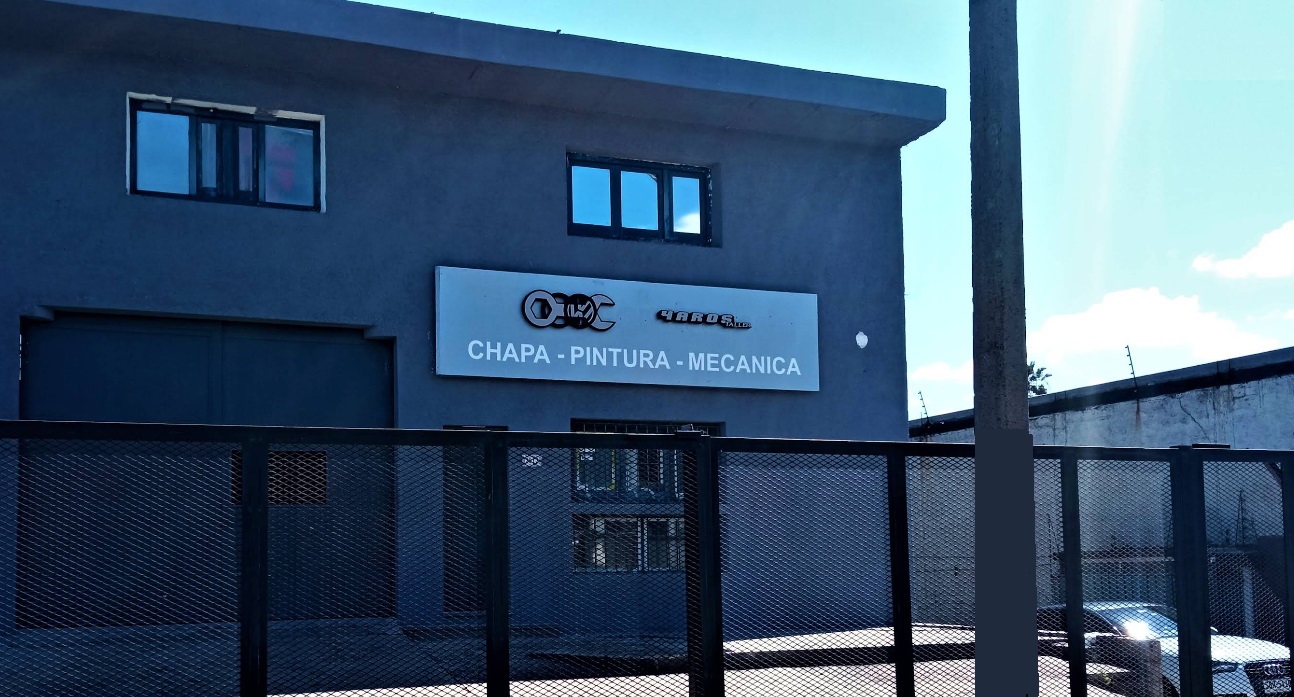 4AROS
TALLER
CHAPA - PINTURA - MECANICA